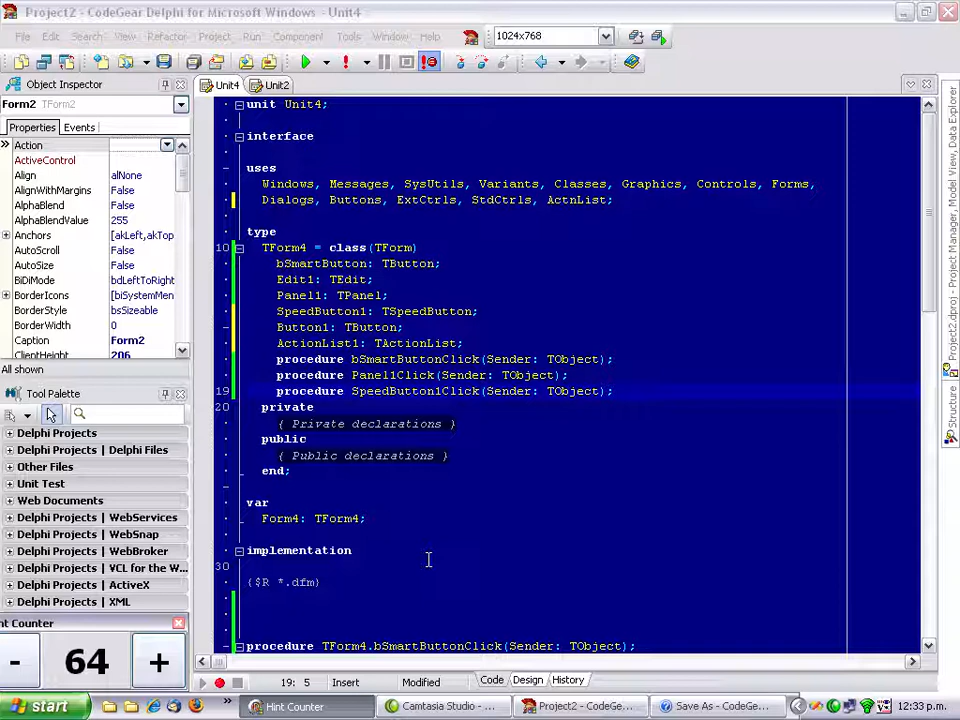 Project2 - CodeGear Delphi for Microsoft Windows - Unit4
File Edit Search View Refactor Project Run Component Tools Window Help
1024x768
Object Inspector
Unit4 Unit2
Form2 TForm2
Properties Events
Action
ActiveControl
Align alNone
AlignWithMargins False
AlphaBlend False
AlphaBlendValue 255
Anchors [akLeft,akTop
AutoScroll False
AutoSize False
BiDiMode bdLeftToRight
BorderIcons [biSystemMen
BorderStyle bsSizeable
BorderWidth 0
Caption Form2
ClientHeight 206
All shown
Tool Palette
Delphi Projects
Delphi Projects | Delphi Files
Other Files
Unit Test
Web Documents
Delphi Projects | WebServices
Delphi Projects | WebSnap
Delphi Projects | WebBroker
Delphi Projects | VCL for the Web
Delphi Projects | ActiveX
Delphi Projects | XML
nt Counter
- 64 +
unit Unit4;
interface
uses
Windows, Messages, SysUtils, Variants, Classes, Graphics, Controls, Forms,
Dialogs, Buttons, ExtCtrls, StdCtrls, ActnList;
type
10 TForm4 = class(TForm)
bSmartButton: TButton;
Edit1: TEdit;
Panel1: TPanel;
SpeedButton1: TSpeedButton;
Button1: TButton;
ActionList1: TActionList;
procedure bSmartButtonClick(Sender: TObject);
procedure Panel1Click(Sender: TObject);
19 procedure SpeedButton1Click(Sender: TObject);
20 private
{ Private declarations }
public
{ Public declarations }
end;
var
Form4: TForm4;
implementation
30
{$R *.dfm}
procedure TForm4.bSmartButtonClick(Sender: TObject);
19: 5 Insert Modified Code Design History
Project2.dproj - Project Manager, Model View, Data Explorer
Structure
start
Hint Counter
Camtasia Studio - ...
Project2 - CodeGe...
Save As - CodeGea...
12:33 p.m.